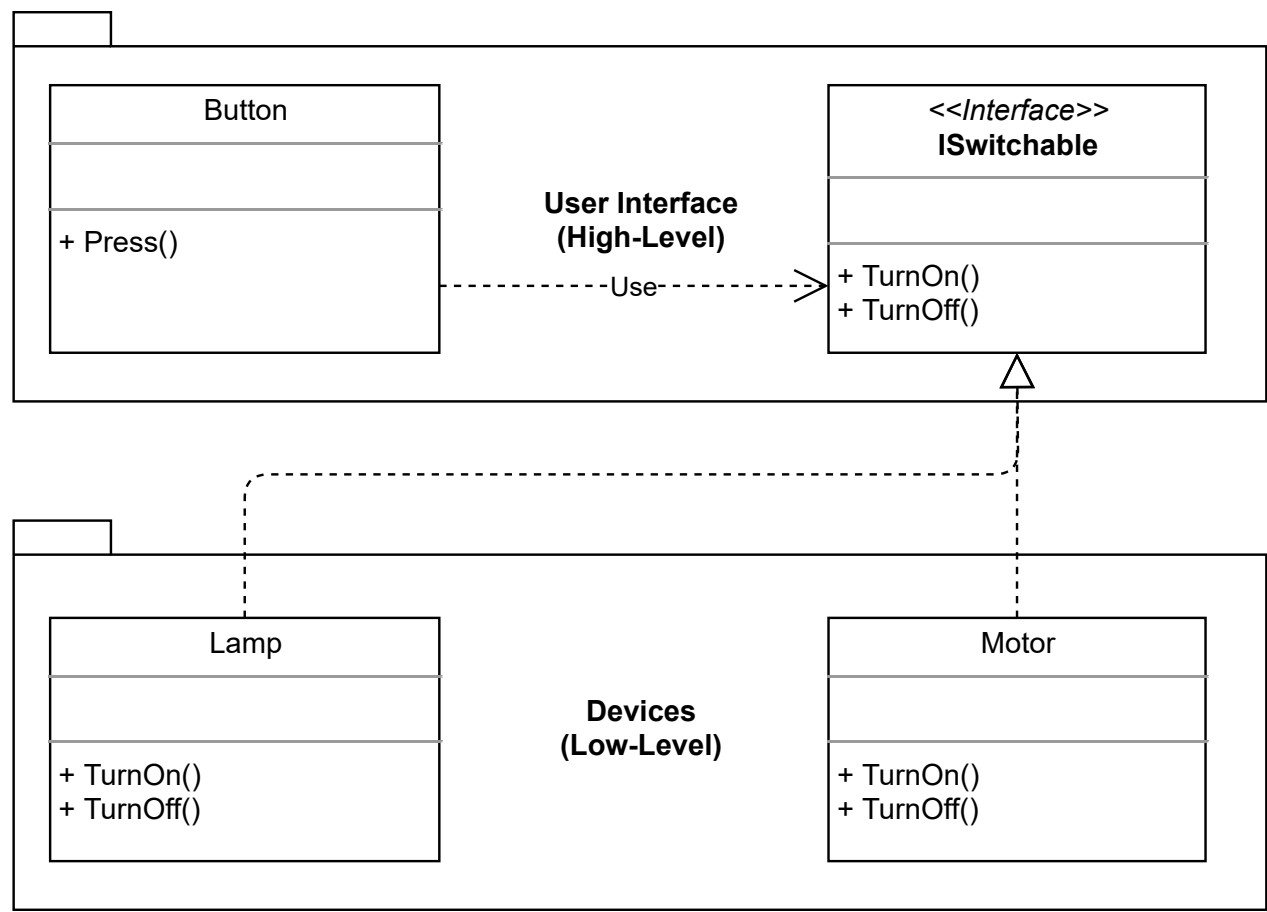 Button
+ Press()
User Interface
(High-Level)
Use
<<Interface>>
ISwitchable
+ TurnOn()
+ TurnOff()
Lamp
+ TurnOn()
+ TurnOff()
Devices
(Low-Level)
Motor
+ TurnOn()
+ TurnOff()